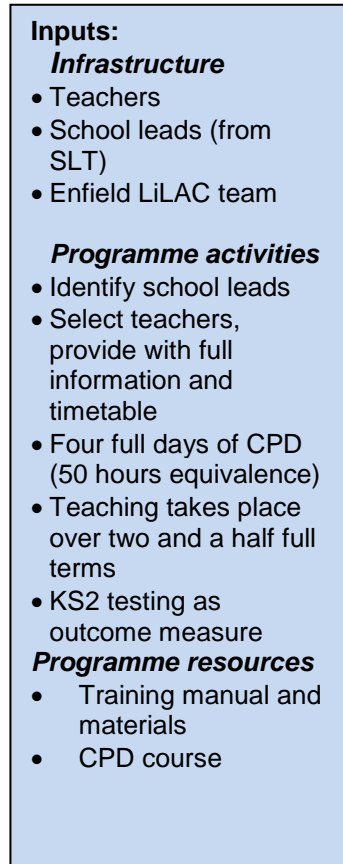 Inputs:
Infrastructure
• Teachers
• School leads (from
SLT)
• Enfield LiLAC team
Programme activities
• Identify school leads
• Select teachers,
provide with full
information and
timetable
• Four full days of CPD
(50 hours equivalence)
• Teaching takes place
over two and a half full
terms
• KS2 testing as
outcome measure
Programme resources
• Training manual and
materials
• CPD course